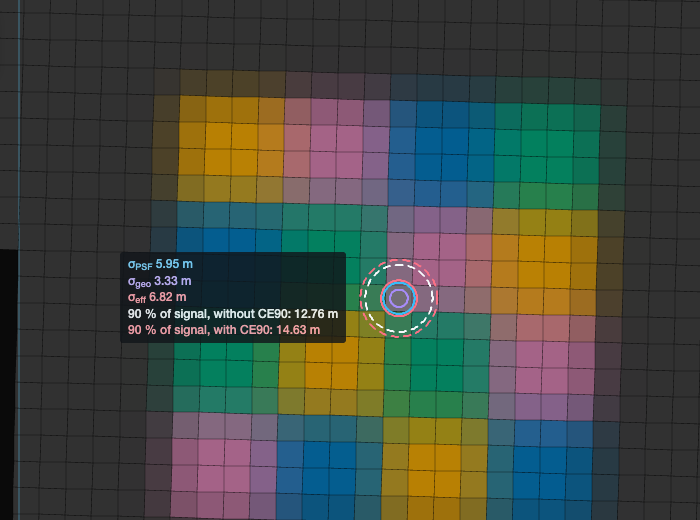 σPSF 5.95 m
σgeo 3.33 m
σeff 6.82 m
90 % of signal, without CE90: 12.76 m
90 % of signal, with CE90: 14.63 m